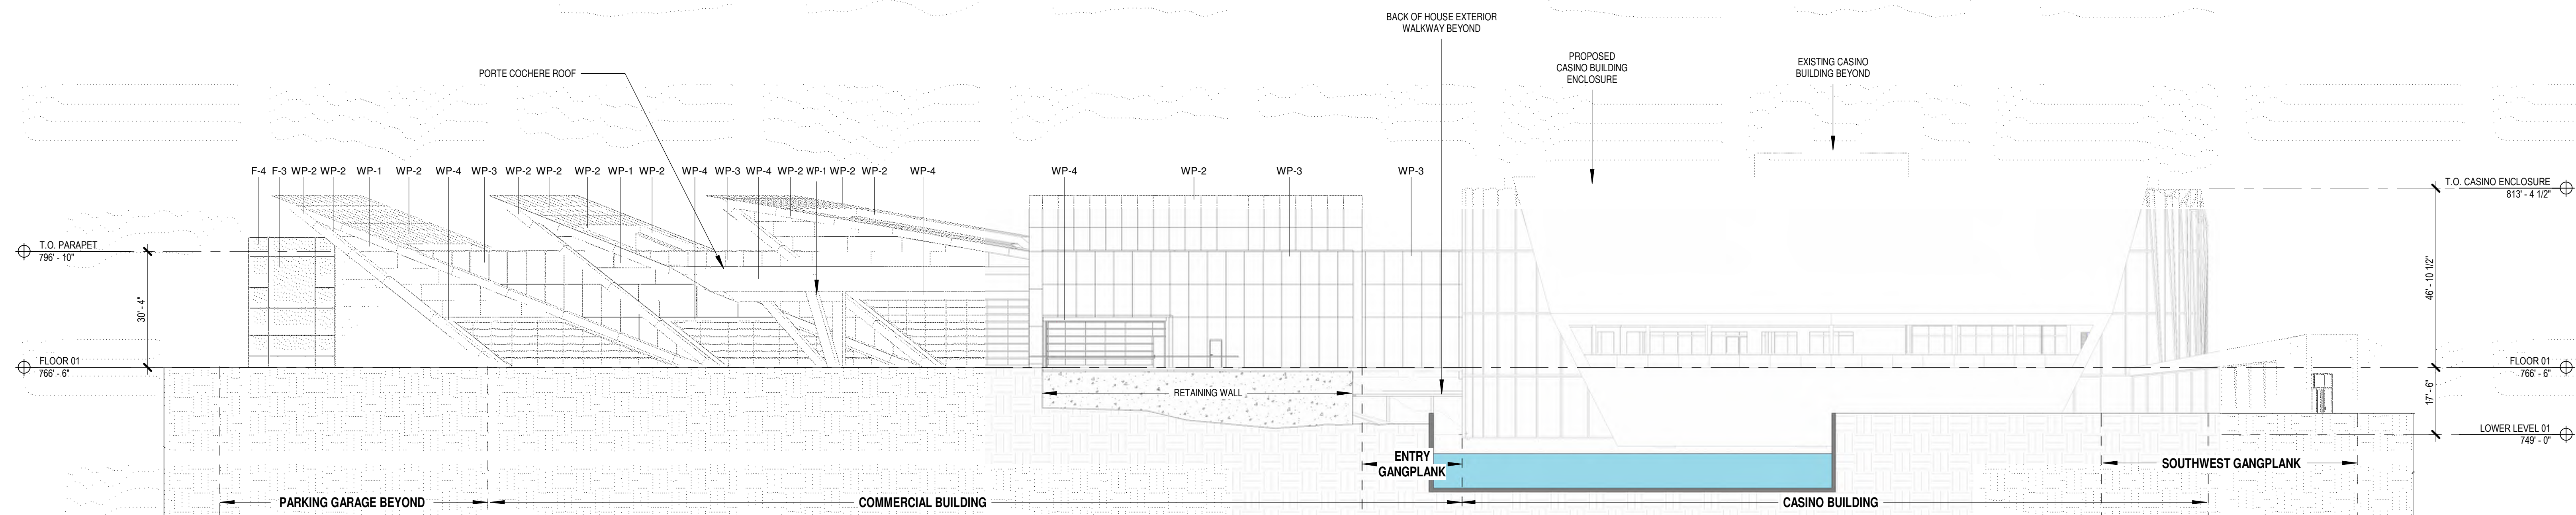 BACK OF HOUSE EXTERIOR
WALKWAY BEYOND
PORTE COCHERE ROOF
PROPOSED
CASINO BUILDING
ENCLOSURE
EXISTING CASINO
BUILDING BEYOND
F-4 F-3 WP-2 WP-2 WP-1 WP-2 WP-4 WP-3 WP-2 WP-2 WP-2 WP-1 WP-2 WP-4 WP-3 WP-4 WP-2 WP-1 WP-2 WP-2 WP-4 WP-4 WP-2 WP-3 WP-3
T.O. CASINO ENCLOSURE
813' - 4 1/2"
T.O. PARAPET
796' - 10"
30' - 4"
46' - 10 1/2"
FLOOR 01
766' - 6"
FLOOR 01
766' - 6"
RETAINING WALL
17' - 6"
LOWER LEVEL 01
749' - 0"
ENTRY
GANGPLANK
SOUTHWEST GANGPLANK
PARKING GARAGE BEYOND
COMMERCIAL BUILDING
CASINO BUILDING